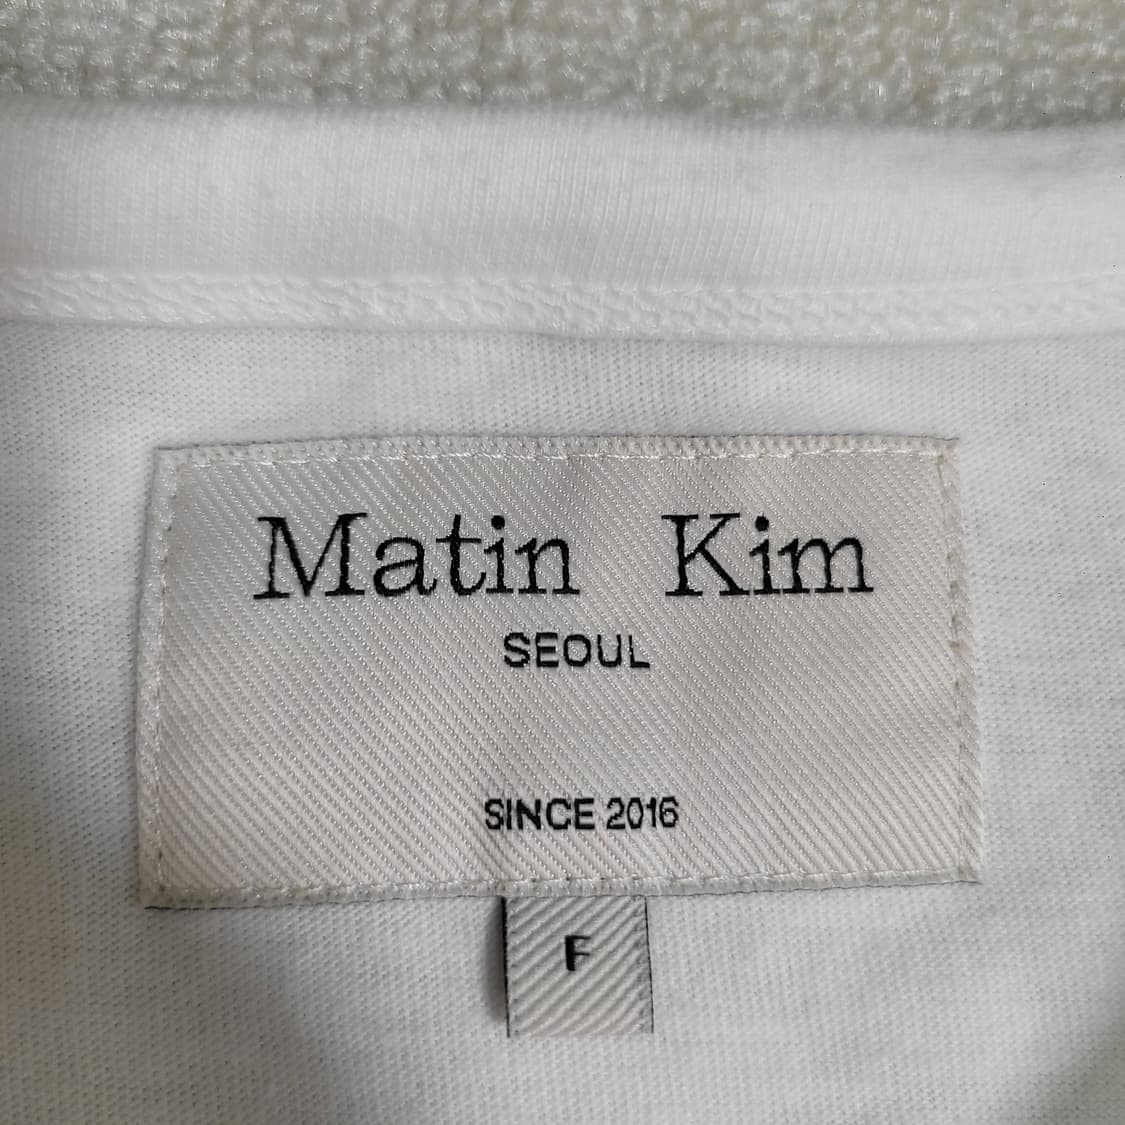 Matin Kim
SEOUL
SINCE 2016
F